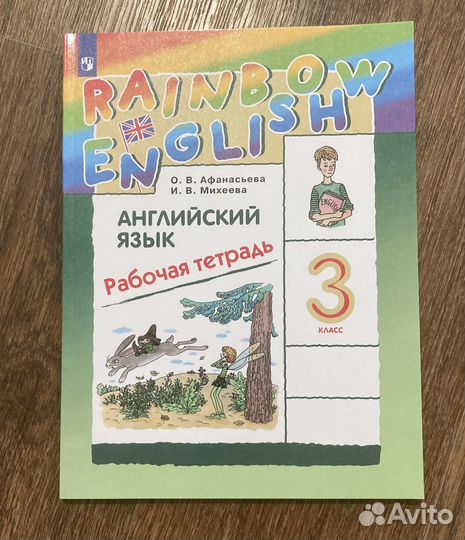 RAINBOW
ENGLISH
О. В. Афанасьева
И. В. Михеева
АНГЛИЙСКИЙ
ЯЗЫК
Рабочая тетрадь
ENGLISH
3
КЛАСС
Avito